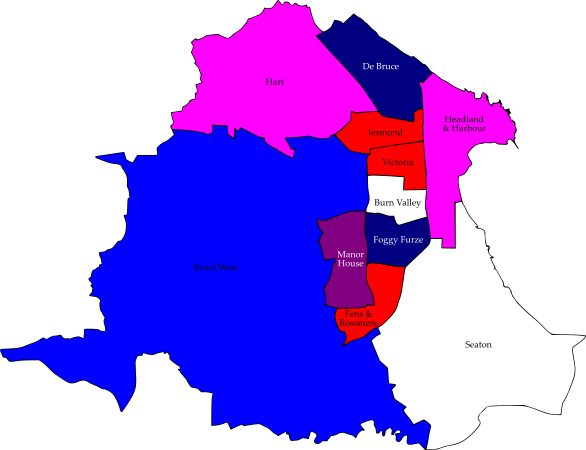 De Bruce
Hart
Headland
& Harbour
Jesmond
Victoria
Burn Valley
Foggy Furze
Manor
House
Rural West
Fens &
Rossmere
Seaton